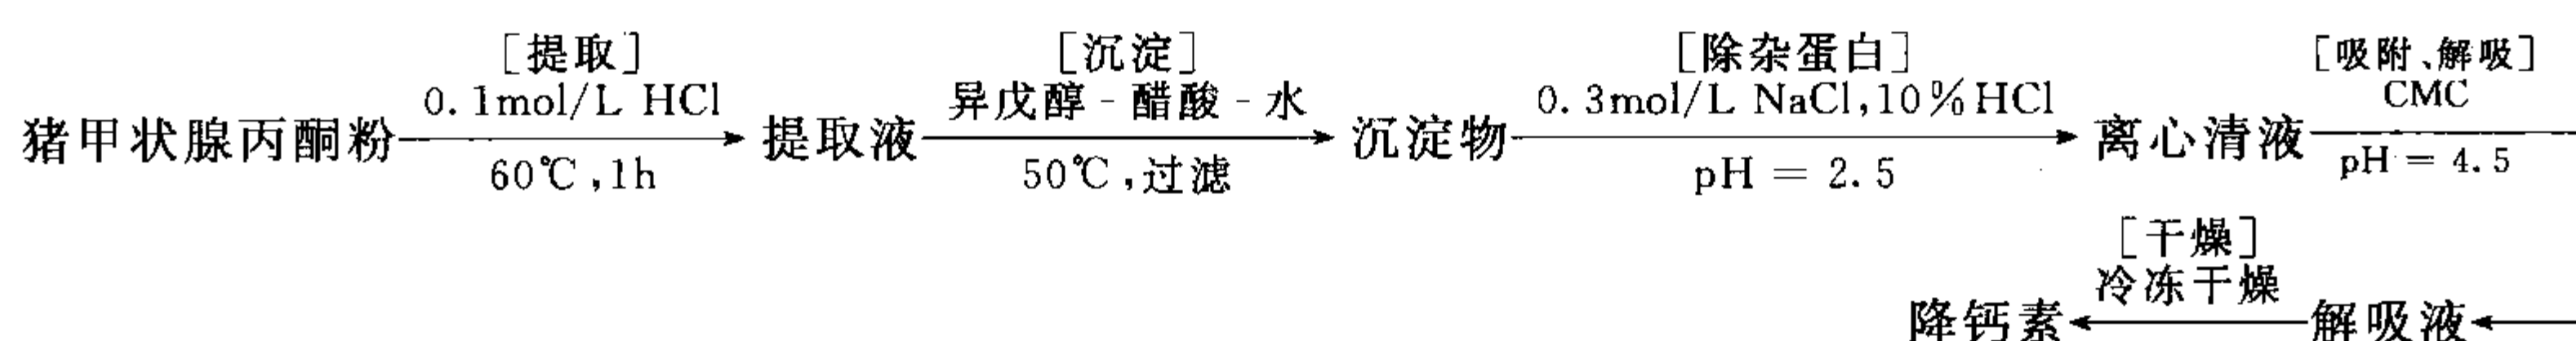 [提取] [沉淀] [除杂蛋白] [吸附、解吸]
0.1mol/L HCl 异戊醇-醋酸-水 0.3mol/L NaCl,10%HCl CMC
猪甲状腺丙酮粉 提取液 沉淀物 离心清液
60℃,1h 50℃,过滤 pH = 2.5 pH = 4.5
[干燥]
冷冻干燥
降钙素 解吸液